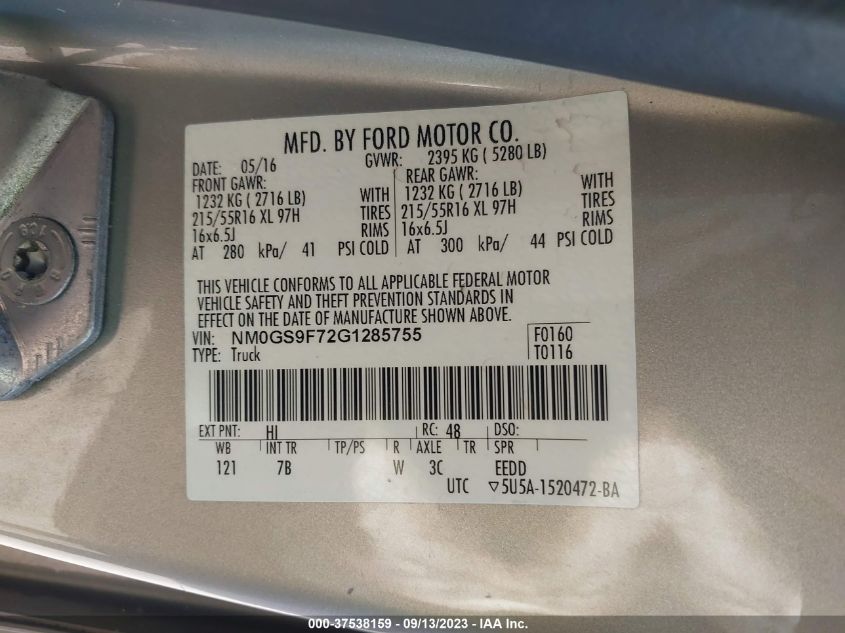 MFD. BY FORD MOTOR CO.
DATE: 05/16 GVWR: 2395 KG ( 5280 LB)
FRONT GAWR: REAR GAWR:
1232 KG ( 2716 LB) WITH 1232 KG ( 2716 LB) WITH
215/55R16 XL 97H TIRES 215/55R16 XL 97H TIRES
16x6.5J RIMS 16x6.5J RIMS
AT 280 kPa/ 41 PSI COLD AT 300 kPa/ 44 PSI COLD
THIS VEHICLE CONFORMS TO ALL APPLICABLE FEDERAL MOTOR
VEHICLE SAFETY AND THEFT PREVENTION STANDARDS IN
EFFECT ON THE DATE OF MANUFACTURE SHOWN ABOVE.
VIN: NM0GS9F72G1285755 F0160
TYPE: Truck T0116
EXT PNT: HI RC: 48 DSO:
WB INT TR TP/PS R AXLE TR SPR
121 7B W 3C EEDD
UTC ▽5U5A-1520472-BA
000-37538159 - 09/13/2023 - IAA Inc.